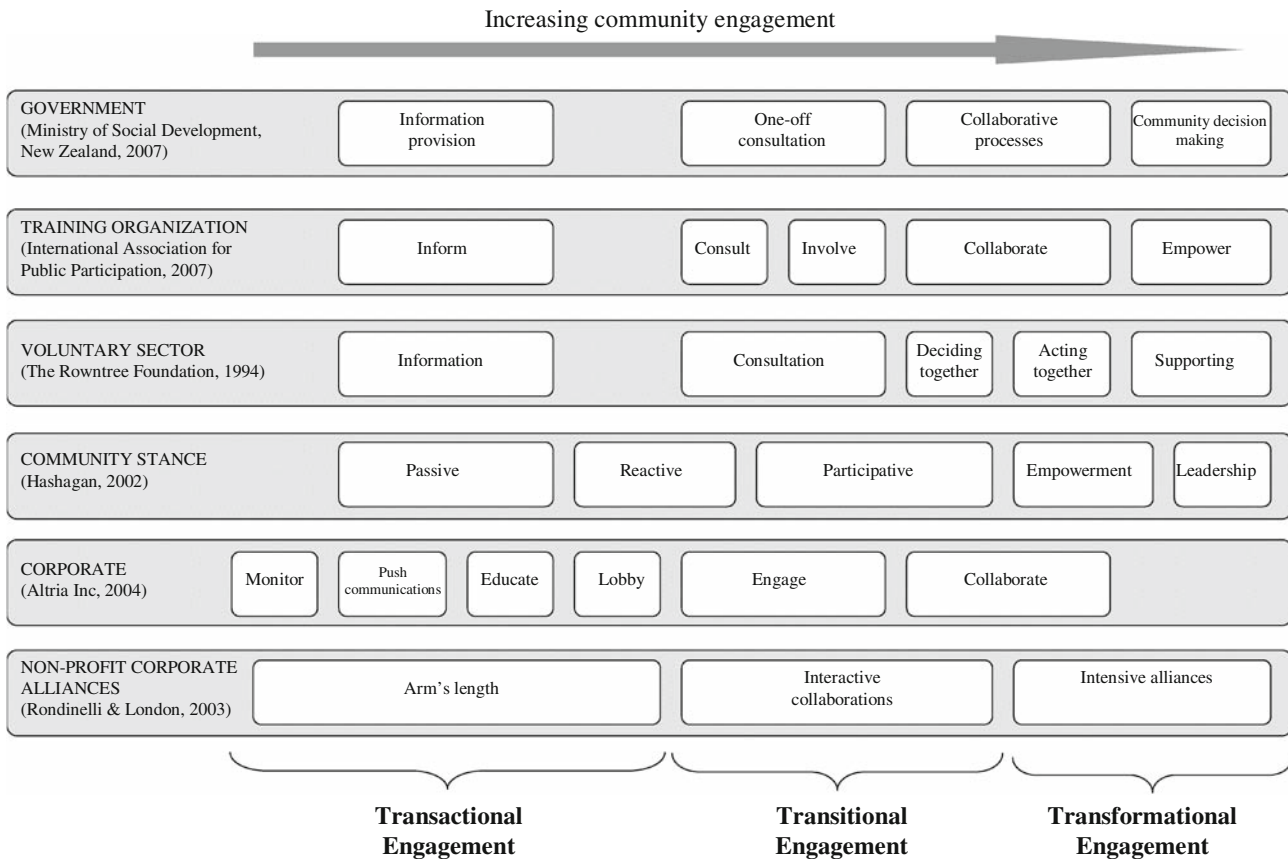 Increasing community engagement
GOVERNMENT
(Ministry of Social Development,
New Zealand, 2007)
Information
provision
One-off
consultation
Collaborative
processes
Community decision
making
TRAINING ORGANIZATION
(International Association for
Public Participation, 2007)
Inform
Consult
Involve
Collaborate
Empower
VOLUNTARY SECTOR
(The Rowntree Foundation, 1994)
Information
Consultation
Deciding
together
Acting
together
Supporting
COMMUNITY STANCE
(Hashagan, 2002)
Passive
Reactive
Participative
Empowerment
Leadership
CORPORATE
(Altria Inc, 2004)
Monitor
Push
communications
Educate
Lobby
Engage
Collaborate
NON-PROFIT CORPORATE
ALLIANCES
(Rondinelli & London, 2003)
Arm's length
Interactive
collaborations
Intensive alliances
Transactional
Engagement
Transitional
Engagement
Transformational
Engagement